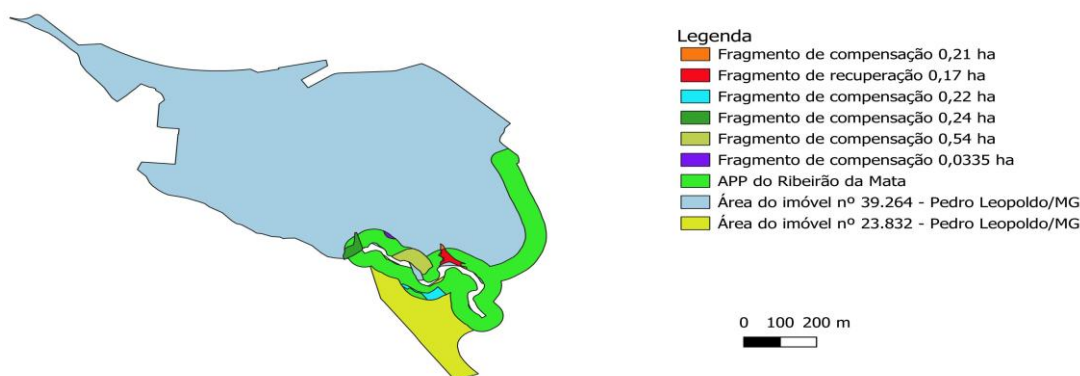 Legenda
Fragmento de compensação 0,21 ha
Fragmento de recuperação 0,17 ha
Fragmento de compensação 0,22 ha
Fragmento de compensação 0,24 ha
Fragmento de compensação 0,54 ha
Fragmento de compensação 0,0335 ha
APP do Ribeirão da Mata
Área do imóvel nº 39.264 - Pedro Leopoldo/MG
Área do imóvel nº 23.832 - Pedro Leopoldo/MG
0 100 200 m